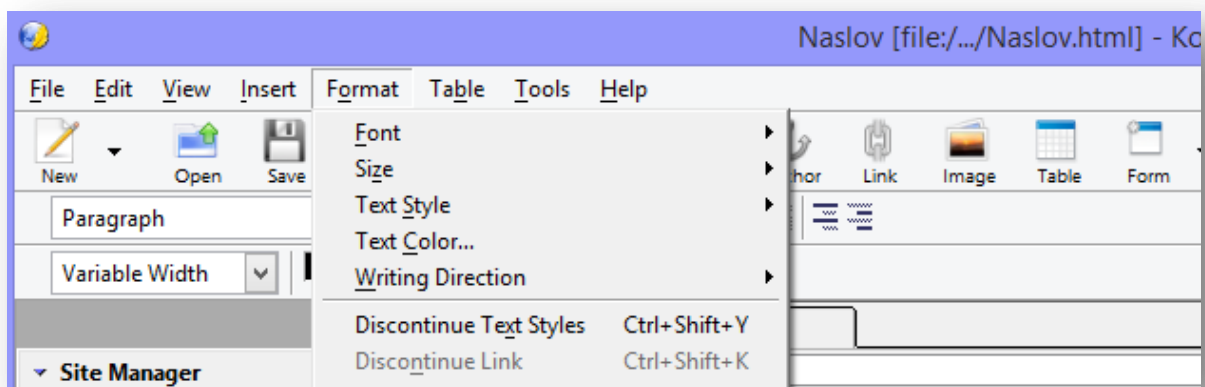 Naslov [file:/.../Naslov.html] - Ko
File Edit View Insert Format Table Tools Help
New Open Save Link Image Table Form
Font
Size
Paragraph
Text Style
Text Color...
Variable Width
Writing Direction
Discontinue Text Styles Ctrl+Shift+Y
Discontinue Link Ctrl+Shift+K
Site Manager